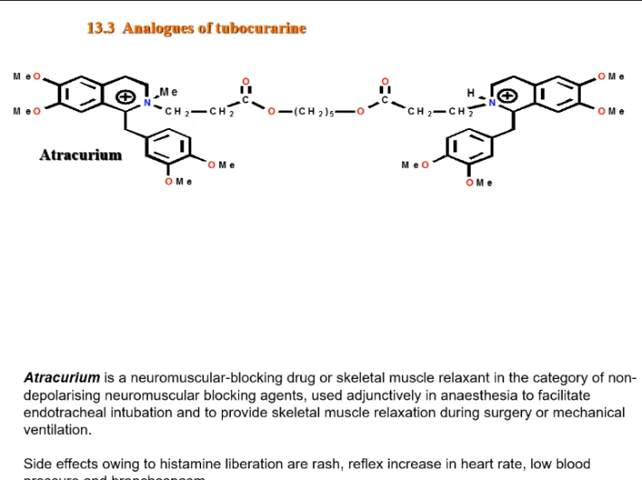 13.3 Analogues of tubocurarine
MeO
MeO
N
Me
CH2
CH2
C
O
O
(CH2)5
O
C
O
CH2
CH2
H
N
OMe
OMe
Atracurium
OMe
OMe
MeO
OMe
Atracurium is a neuromuscular-blocking drug or skeletal muscle relaxant in the category of non-
depolarising neuromuscular blocking agents, used adjunctively in anaesthesia to facilitate
endotracheal intubation and to provide skeletal muscle relaxation during surgery or mechanical
ventilation.
Side effects owing to histamine liberation are rash, reflex increase in heart rate, low blood
pressure and bronchospasm